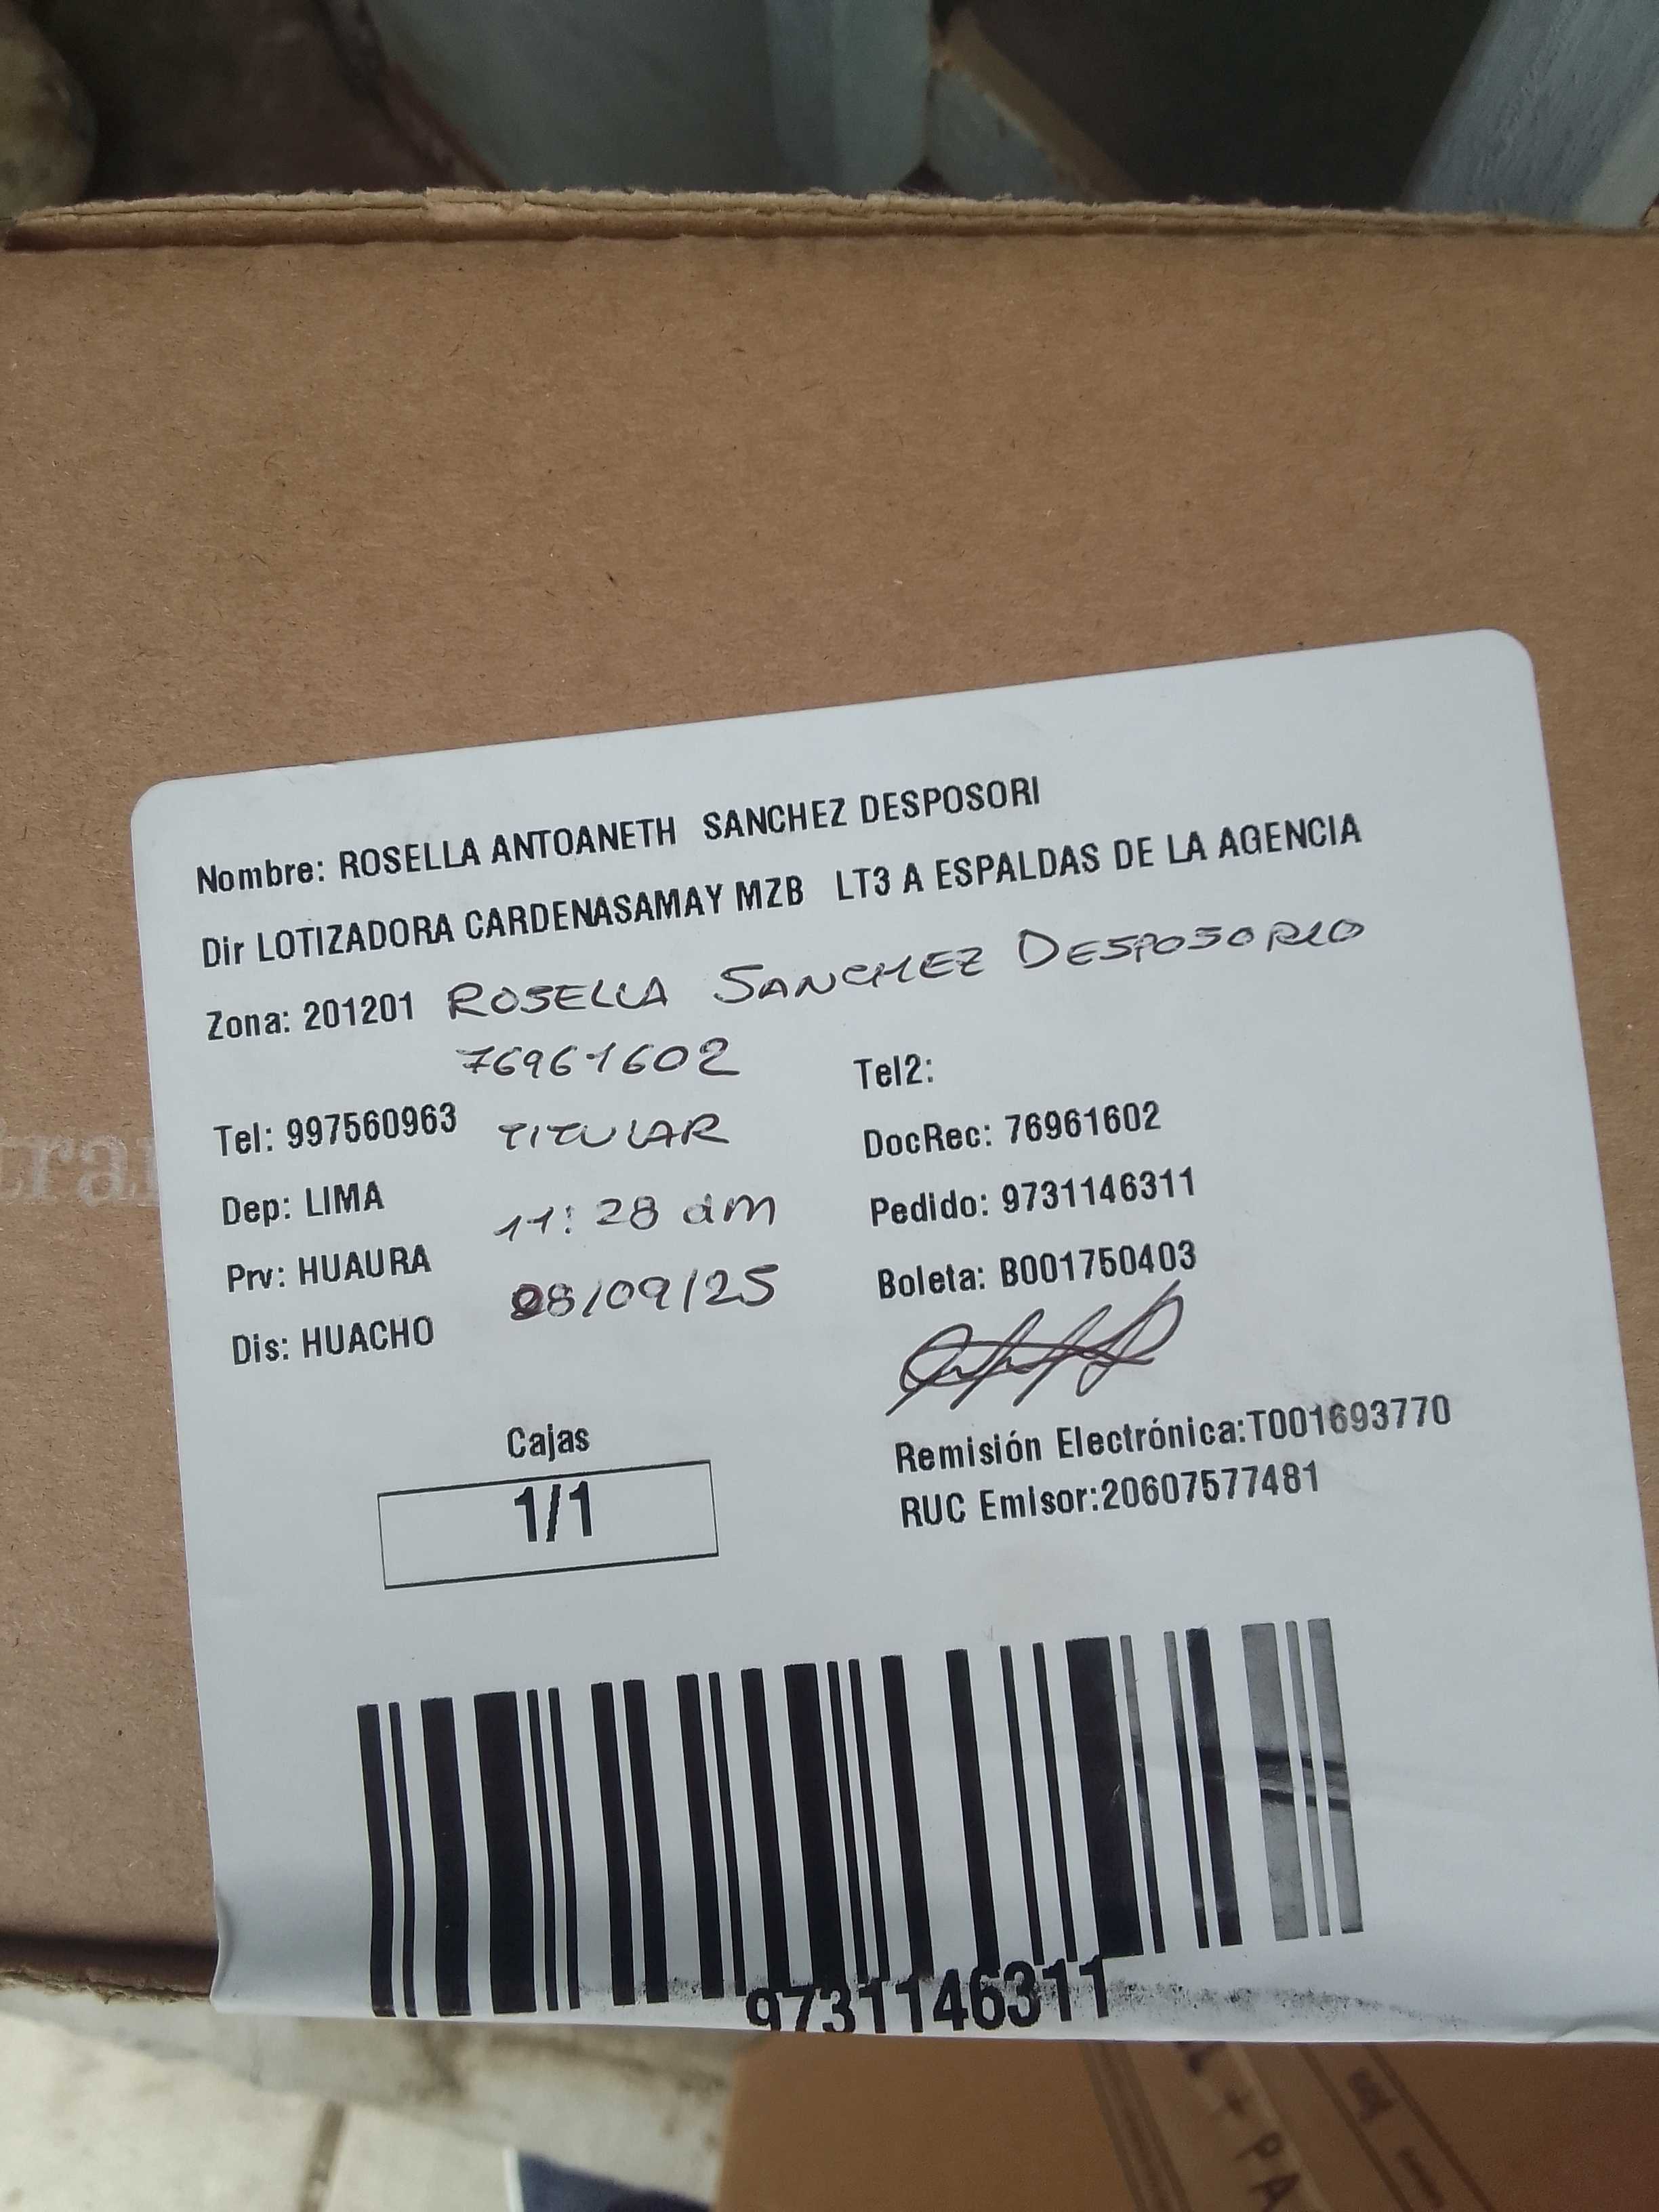 Nombre: ROSELLA ANTOANETH SANCHEZ DESPOSORI
Dir LOTIZADORA CARDENASAMAY MZB LT3 A ESPALDAS DE LA AGENCIA
Zona: 201201 ROSELLA SANCHEZ DESPOSORIO
76961602
Tel2:
Tel: 997560963 TITULAR
DocRec: 76961602
Dep: LIMA
11:28 am
Pedido: 9731146311
Prv: HUAURA
08/09/25
Boleta: B001750403
Dis: HUACHO
Cajas
1/1
Remisión Electrónica:T001693770
RUC Emisor:20607577481
9731146311
tra
+ PA